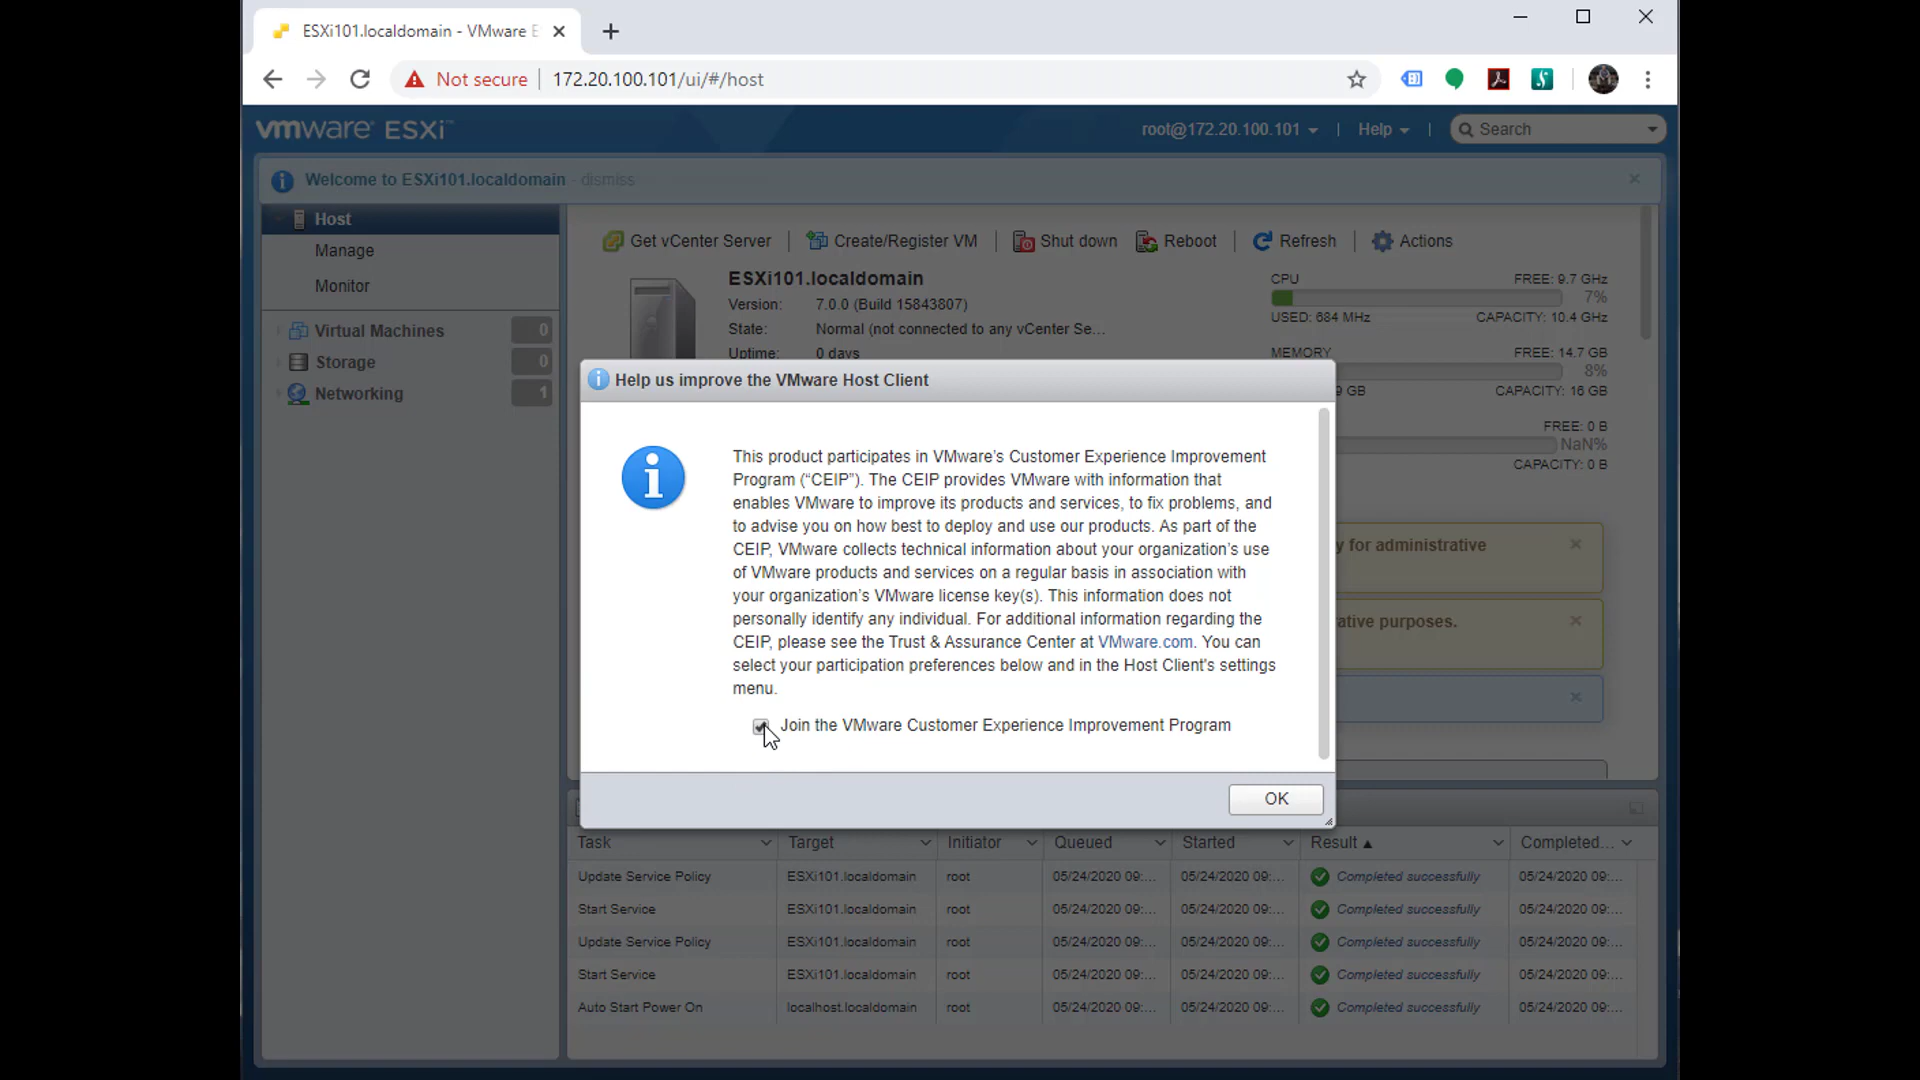 ESXi101.localdomain - VMware E
Not secure
172.20.100.101/ui/#/host
vmware ESXi™
root@172.20.100.101
Help
Search
Welcome to ESXi101.localdomain - dismiss
Host
Manage
Monitor
Virtual Machines 0
Storage 0
Networking 1
Get vCenter Server
Create/Register VM
Shut down
Reboot
Refresh
Actions
ESXi101.localdomain
Version: 7.0.0 (Build 15843807)
State: Normal (not connected to any vCenter Se...
Uptime: 0 days
CPU FREE: 9.7 GHz
7%
USED: 684 MHz CAPACITY: 10.4 GHz
MEMORY FREE: 14.7 GB
8%
9 GB CAPACITY: 16 GB
FREE: 0 B
NaN%
CAPACITY: 0 B
y for administrative
ative purposes.
Help us improve the VMware Host Client
This product participates in VMware’s Customer Experience Improvement
Program (“CEIP”). The CEIP provides VMware with information that
enables VMware to improve its products and services, to fix problems, and
to advise you on how best to deploy and use our products. As part of the
CEIP, VMware collects technical information about your organization’s use
of VMware products and services on a regular basis in association with
your organization’s VMware license key(s). This information does not
personally identify any individual. For additional information regarding the
CEIP, please see the Trust & Assurance Center at VMware.com. You can
select your participation preferences below and in the Host Client's settings
menu.
Join the VMware Customer Experience Improvement Program
OK
Task Target Initiator Queued Started Result Completed...
Update Service Policy ESXi101.localdomain root 05/24/2020 09:... 05/24/2020 09:... Completed successfully 05/24/2020 09:...
Start Service ESXi101.localdomain root 05/24/2020 09:... 05/24/2020 09:... Completed successfully 05/24/2020 09:...
Update Service Policy ESXi101.localdomain root 05/24/2020 09:... 05/24/2020 09:... Completed successfully 05/24/2020 09:...
Start Service ESXi101.localdomain root 05/24/2020 09:... 05/24/2020 09:... Completed successfully 05/24/2020 09:...
Auto Start Power On localhost.localdomain root 05/24/2020 09:... 05/24/2020 09:... Completed successfully 05/24/2020 09:...